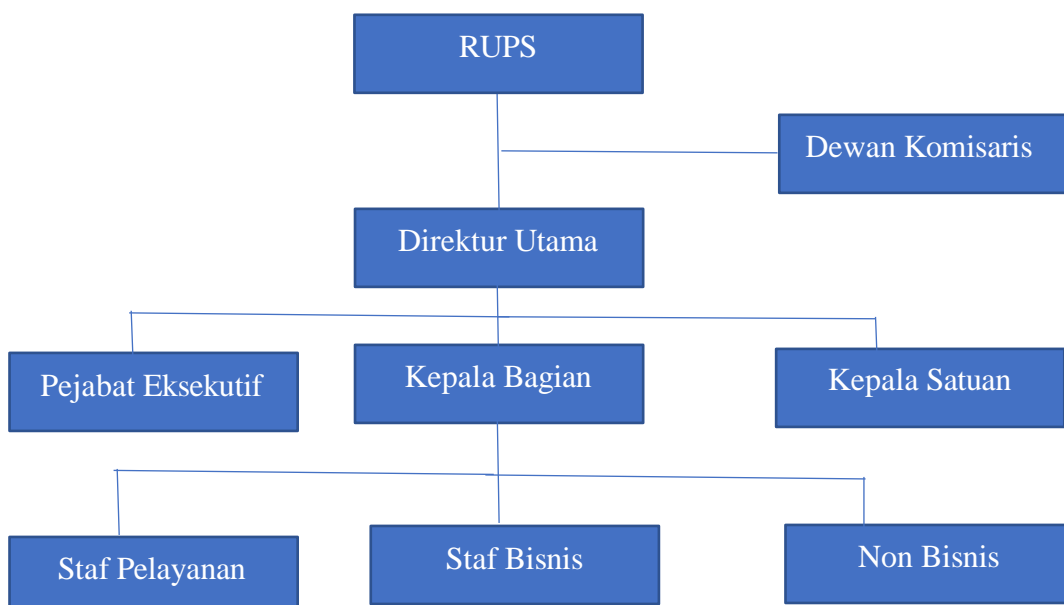 RUPS
Dewan Komisaris
Direktur Utama
Pejabat Eksekutif
Kepala Bagian
Kepala Satuan
Staf Pelayanan
Staf Bisnis
Non Bisnis